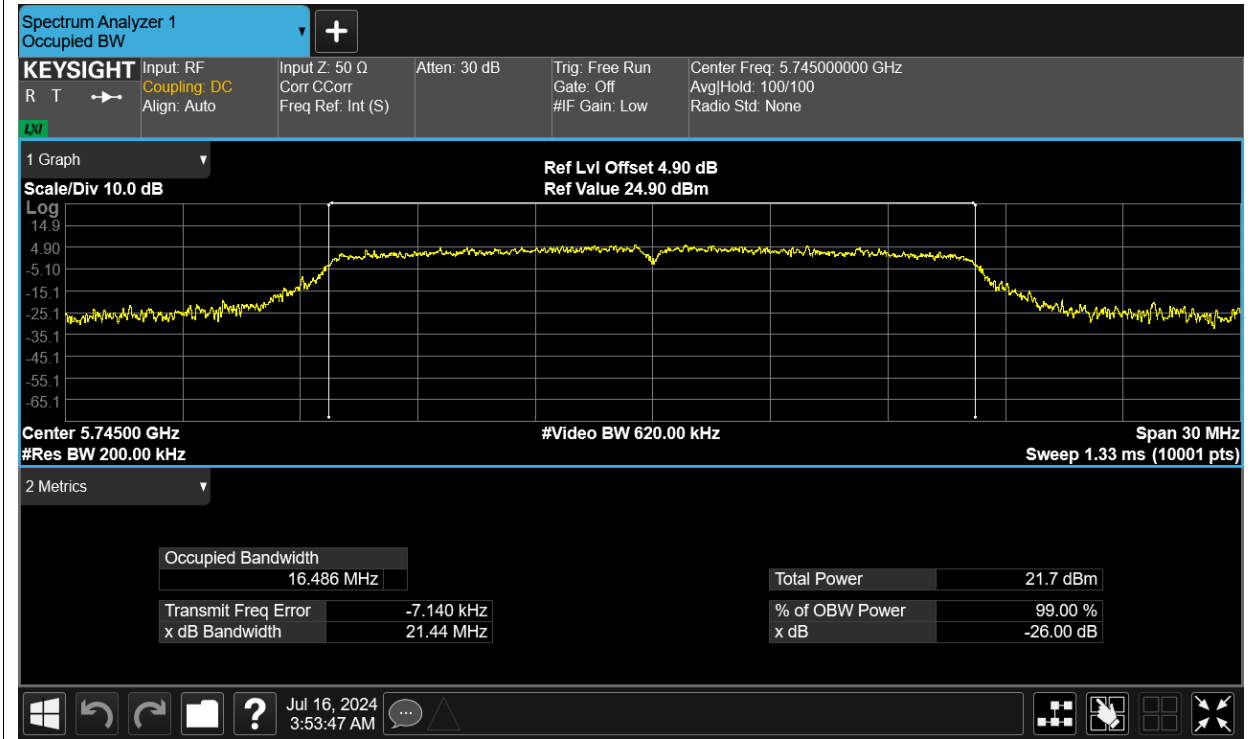 Spectrum Analyzer 1
Occupied BW
KEYSIGHT
R T
LXI
Input: RF
Coupling: DC
Align: Auto
Input Z: 50 Ω
Corr CCorr
Freq Ref: Int (S)
Atten: 30 dB
Trig: Free Run
Gate: Off
#IF Gain: Low
Center Freq: 5.745000000 GHz
Avg|Hold: 100/100
Radio Std: None
1 Graph
Scale/Div 10.0 dB
Ref Lvl Offset 4.90 dB
Ref Value 24.90 dBm
Log
14.9
4.90
-5.10
-15.1
-25.1
-35.1
-45.1
-55.1
-65.1
Center 5.74500 GHz
#Video BW 620.00 kHz
Span 30 MHz
#Res BW 200.00 kHz
Sweep 1.33 ms (10001 pts)
2 Metrics
Occupied Bandwidth
16.486 MHz
Total Power 21.7 dBm
Transmit Freq Error -7.140 kHz
% of OBW Power 99.00 %
x dB Bandwidth 21.44 MHz
x dB -26.00 dB
?
Jul 16, 2024
3:53:47 AM